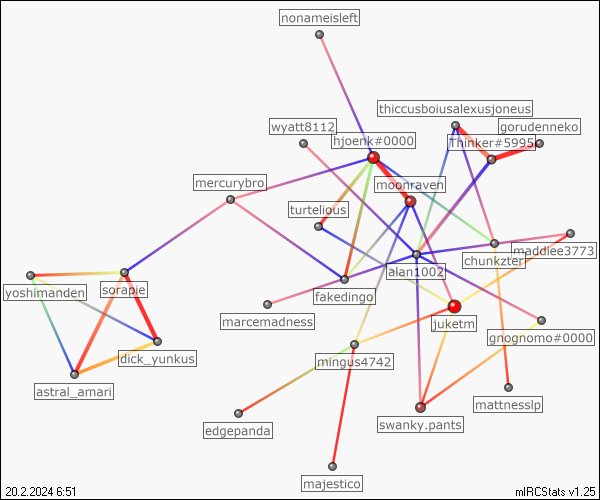 nonameisleft
thiccusboiusalexusjoneus
wyatt8112
gorudenneko
hjoenk#0000
Thinker#5995
mercurybro
moonraven
turtelious
maddiee3773
chunkzter
alan1002
yoshimanden
sorapie
fakedingo
marcemadness
juketm
gnognomo#0000
dick_yunkus
mingus4742
astral_amari
mattnesslp
swanky.pants
edgepanda
majestico
20.2.2024 6:51
mIRCStats v1.25